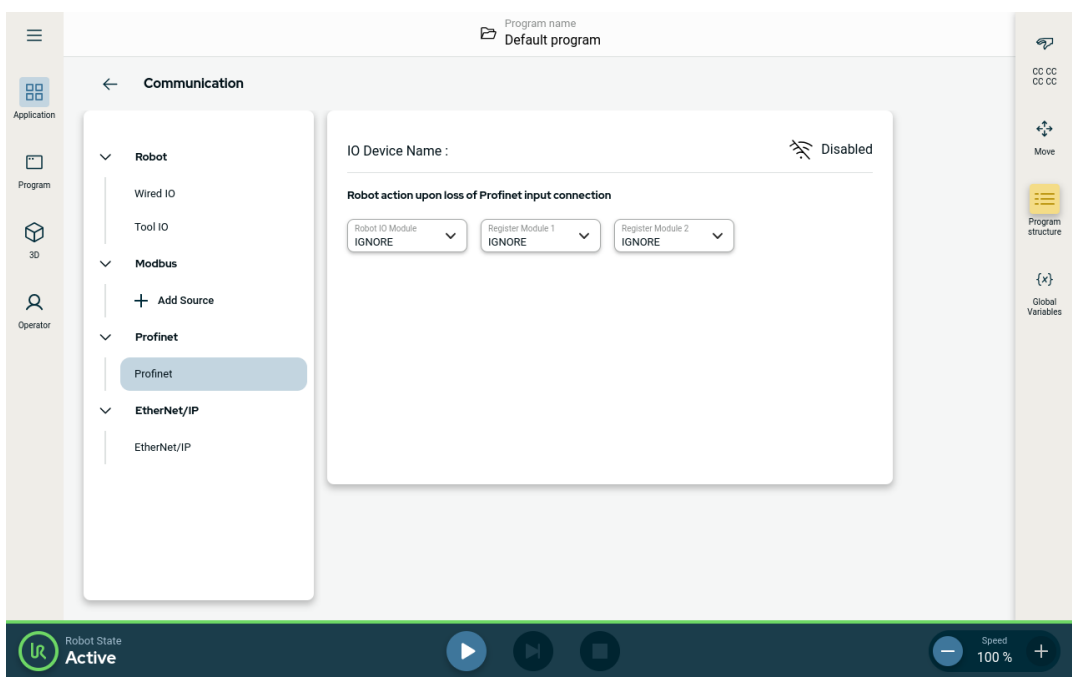 Program name
Default program
Application
Program
3D
Operator
Communication
Robot
Wired IO
Tool IO
Modbus
Add Source
Profinet
Profinet
EtherNet/IP
EtherNet/IP
IO Device Name :
Disabled
Robot action upon loss of Profinet input connection
Robot IO Module
IGNORE
Register Module 1
IGNORE
Register Module 2
IGNORE
CC CC
CC CC
Move
Program
structure
{x}
Global
Variables
UR
Robot State
Active
Speed
100 %